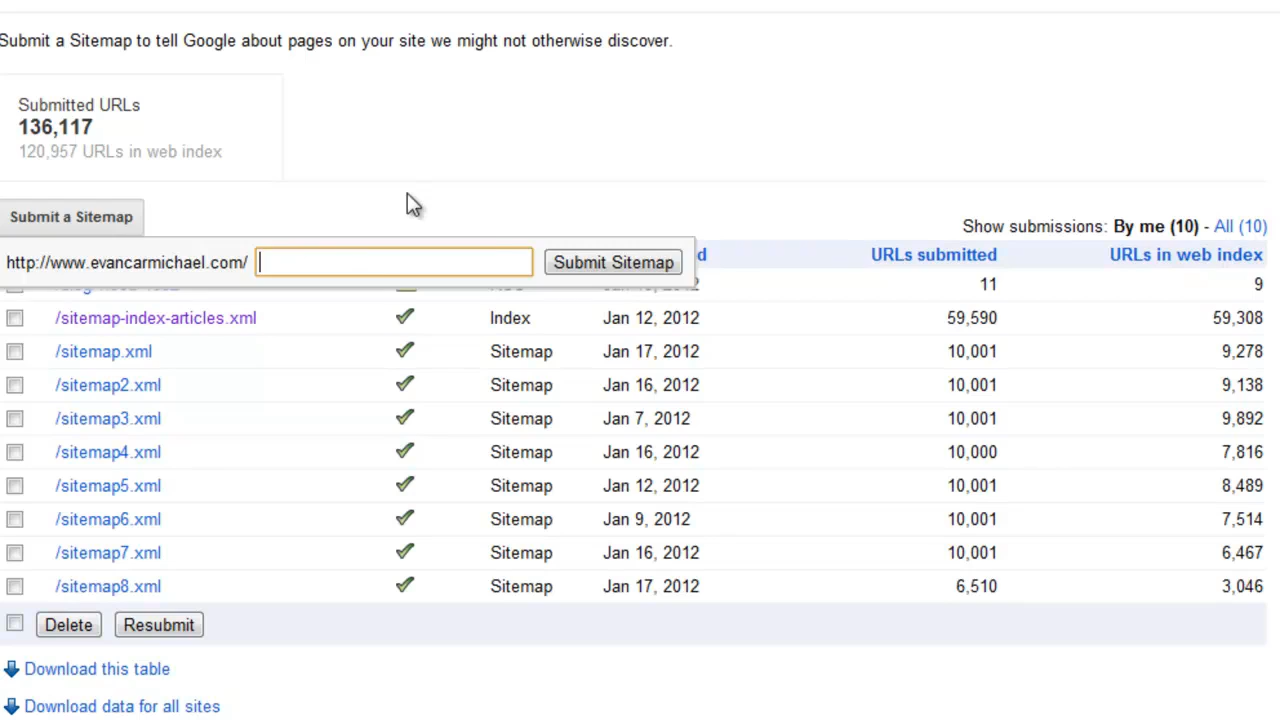 Submit a Sitemap to tell Google about pages on your site we might not otherwise discover.
Submitted URLs
136,117
120,957 URLs in web index
Submit a Sitemap
Show submissions: By me (10) - All (10)
http://www.evancarmichael.com/ Submit Sitemap d URLs submitted URLs in web index
11 9
/sitemap-index-articles.xml Index Jan 12, 2012 59,590 59,308
/sitemap.xml Sitemap Jan 17, 2012 10,001 9,278
/sitemap2.xml Sitemap Jan 16, 2012 10,001 9,138
/sitemap3.xml Sitemap Jan 7, 2012 10,001 9,892
/sitemap4.xml Sitemap Jan 16, 2012 10,000 7,816
/sitemap5.xml Sitemap Jan 12, 2012 10,001 8,489
/sitemap6.xml Sitemap Jan 9, 2012 10,001 7,514
/sitemap7.xml Sitemap Jan 16, 2012 10,001 6,467
/sitemap8.xml Sitemap Jan 17, 2012 6,510 3,046
Delete Resubmit
Download this table
Download data for all sites